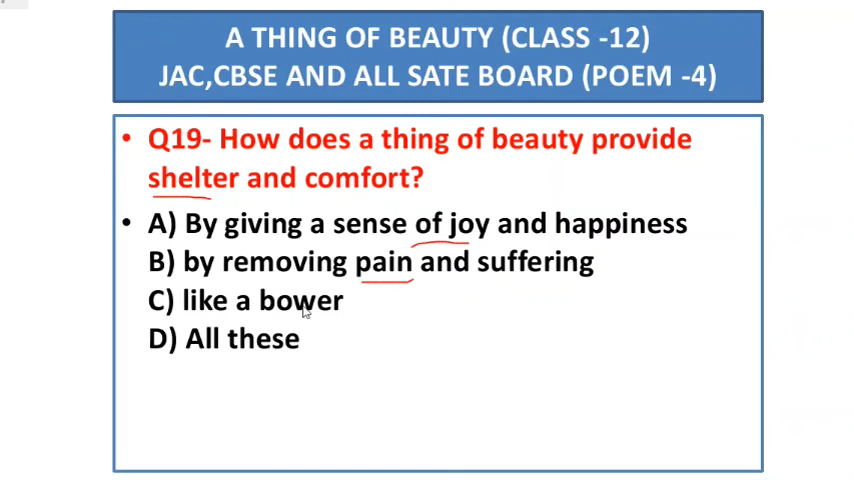 A THING OF BEAUTY (CLASS -12)
JAC,CBSE AND ALL SATE BOARD (POEM -4)
• Q19- How does a thing of beauty provide
shelter and comfort?
• A) By giving a sense of joy and happiness
B) by removing pain and suffering
C) like a bower
D) All these